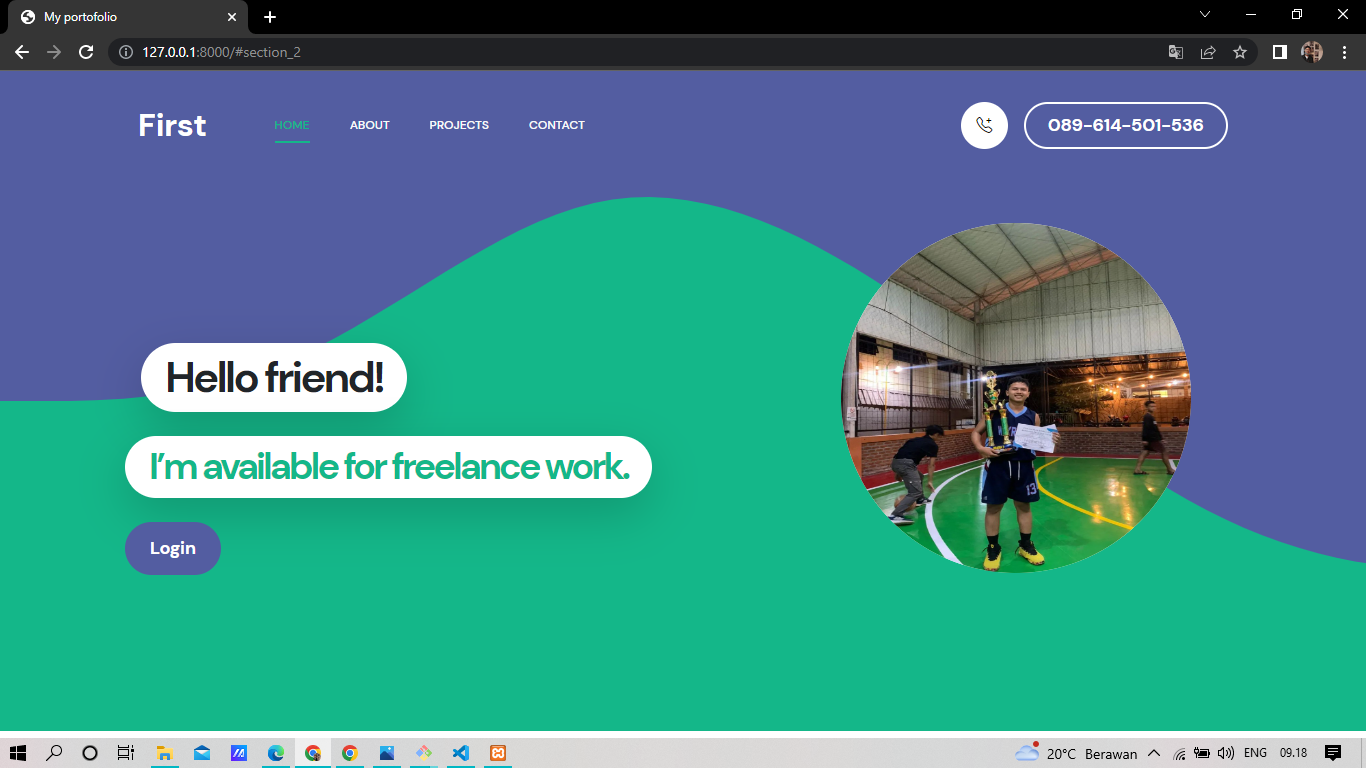 My portofolio
127.0.0.1:8000/#section_2
First
HOME
ABOUT
PROJECTS
CONTACT
089-614-501-536
Hello friend!
I'm available for freelance work.
Login
13
20°C Berawan
ENG
09.18